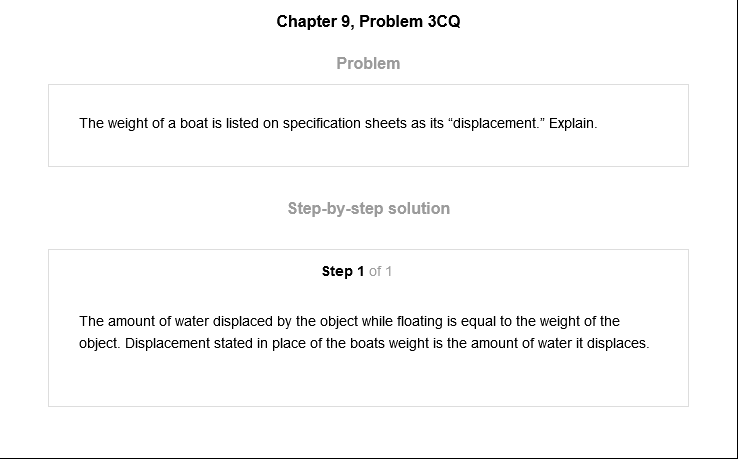 Chapter 9, Problem 3CQ
Problem
The weight of a boat is listed on specification sheets as its “displacement.” Explain.
Step-by-step solution
Step 1 of 1
The amount of water displaced by the object while floating is equal to the weight of the
object. Displacement stated in place of the boats weight is the amount of water it displaces.